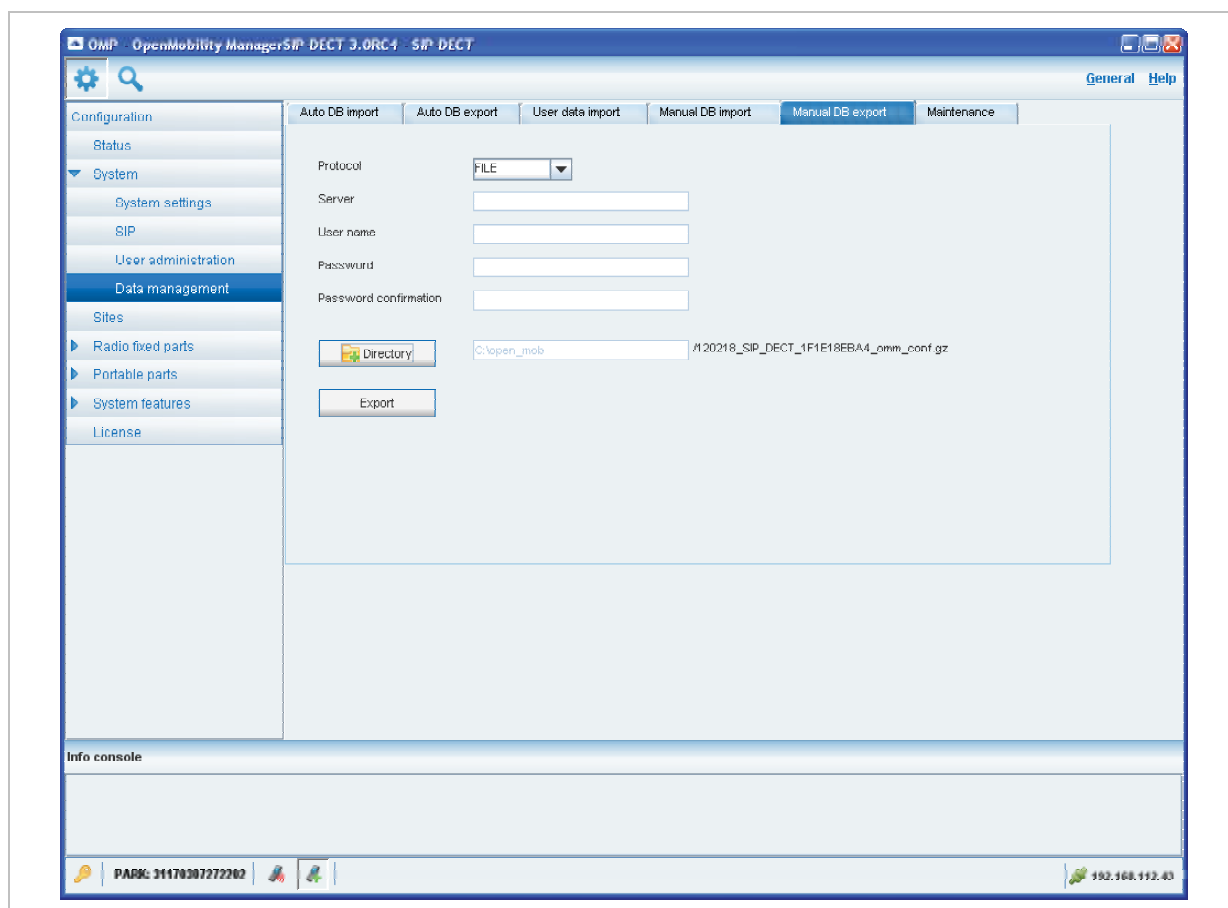 OMP - OpenMobility ManagerSIP DECT 3.0RC4 - SIP DECT
General Help
Configuration
Status
System
System settings
SIP
User administration
Data management
Sites
Radio fixed parts
Portable parts
System features
License
Auto DB import
Auto DB export
User data import
Manual DB import
Manual DB export
Maintenance
Protocol
FILE
Server
User name
Password
Password confirmation
Directory
C:\open_mob
/120218_SIP_DECT_1F1E18EBA4_omm_conf.gz
Export
Info console
PARK: 31170307272202
192.168.112.43